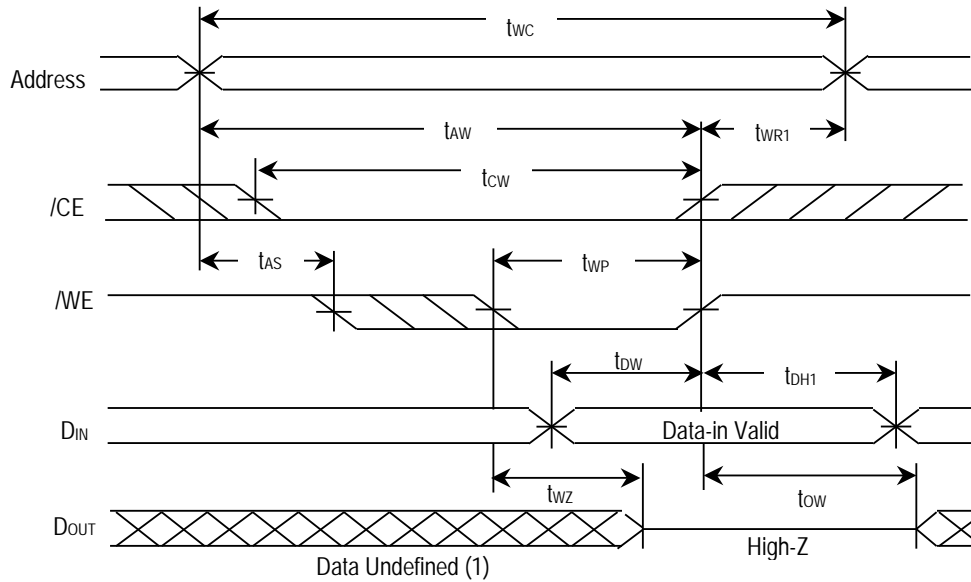 tWC
Address
tAW
tWR1
tCW
/CE
tAS
tWP
/WE
tDW
tDH1
DIN
Data-in Valid
tWZ
tOW
DOUT
High-Z
Data Undefined (1)